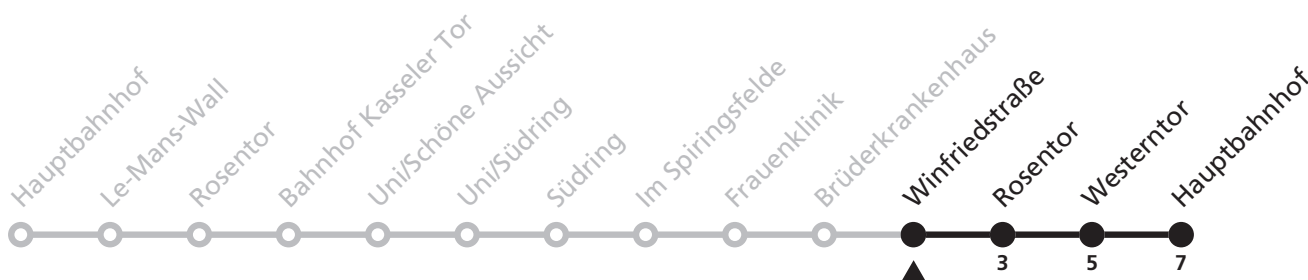 Hauptbahnhof
Le-Mans-Wall
Rosentor
Bahnhof Kasseler Tor
Uni/Schöne Aussicht
Uni/Südring
Südring
Im Spiringsfelde
Frauenklinik
Brüderkrankenhaus
Winfriedstraße
Rosentor
Westerntor
Hauptbahnhof
3
5
7